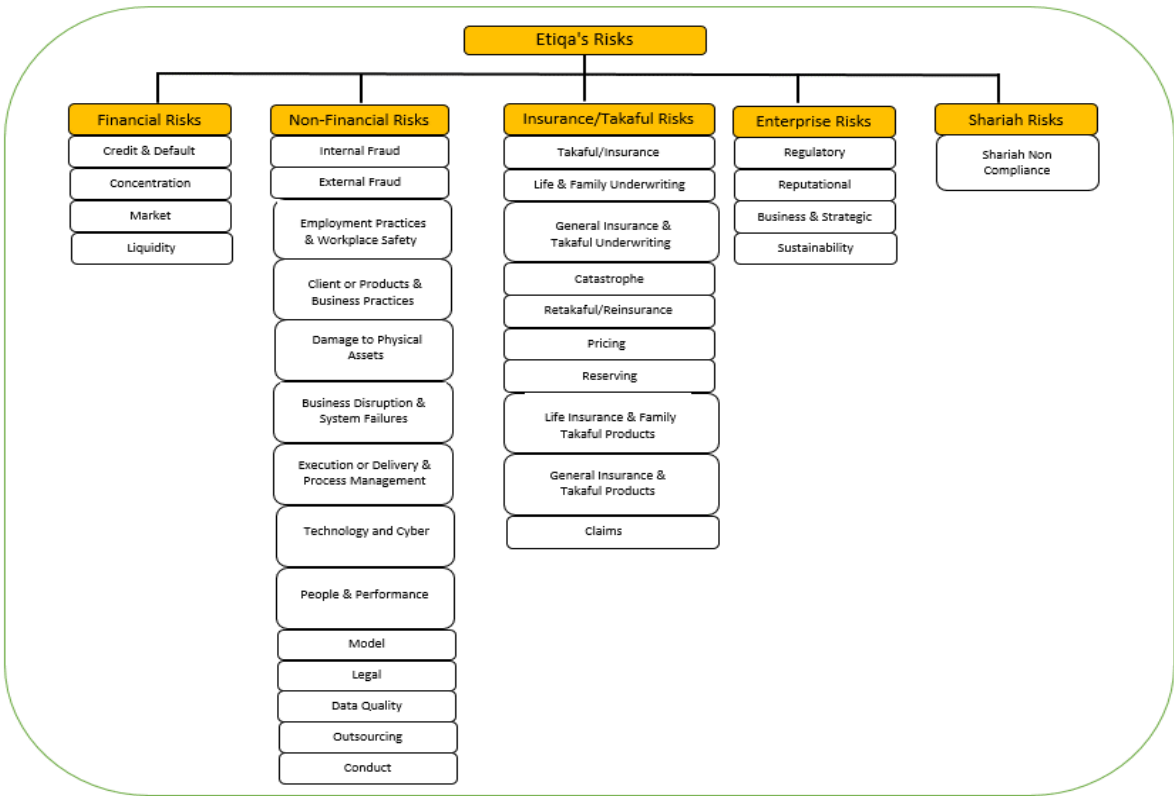 Etiqa's Risks
Financial Risks
Credit & Default
Concentration
Market
Liquidity
Non-Financial Risks
Internal Fraud
External Fraud
Employment Practices
& Workplace Safety
Client or Products &
Business Practices
Damage to Physical
Assets
Business Disruption &
System Failures
Execution or Delivery &
Process Management
Technology and Cyber
People & Performance
Model
Legal
Data Quality
Outsourcing
Conduct
Insurance/Takaful Risks
Takaful/Insurance
Life & Family Underwriting
General Insurance &
Takaful Underwriting
Catastrophe
Retakaful/Reinsurance
Pricing
Reserving
Life Insurance & Family
Takaful Products
General Insurance &
Takaful Products
Claims
Enterprise Risks
Regulatory
Reputational
Business & Strategic
Sustainability
Shariah Risks
Shariah Non
Compliance